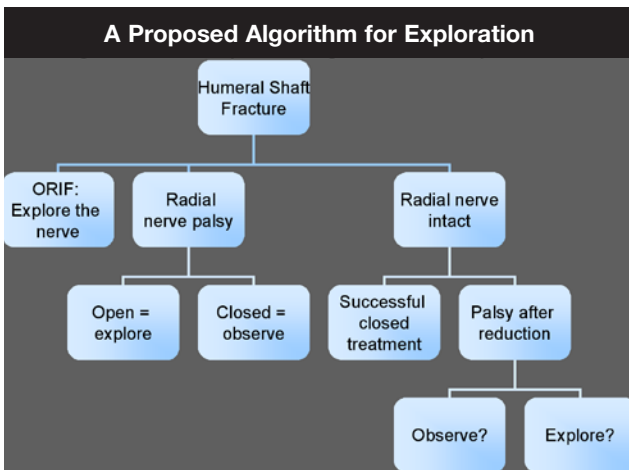 A Proposed Algorithm for Exploration
Humeral Shaft
Fracture
ORIF:
Explore the
nerve
Radial
nerve palsy
Radial nerve
intact
Open =
explore
Closed =
observe
Successful
closed
treatment
Palsy after
reduction
Observe?
Explore?